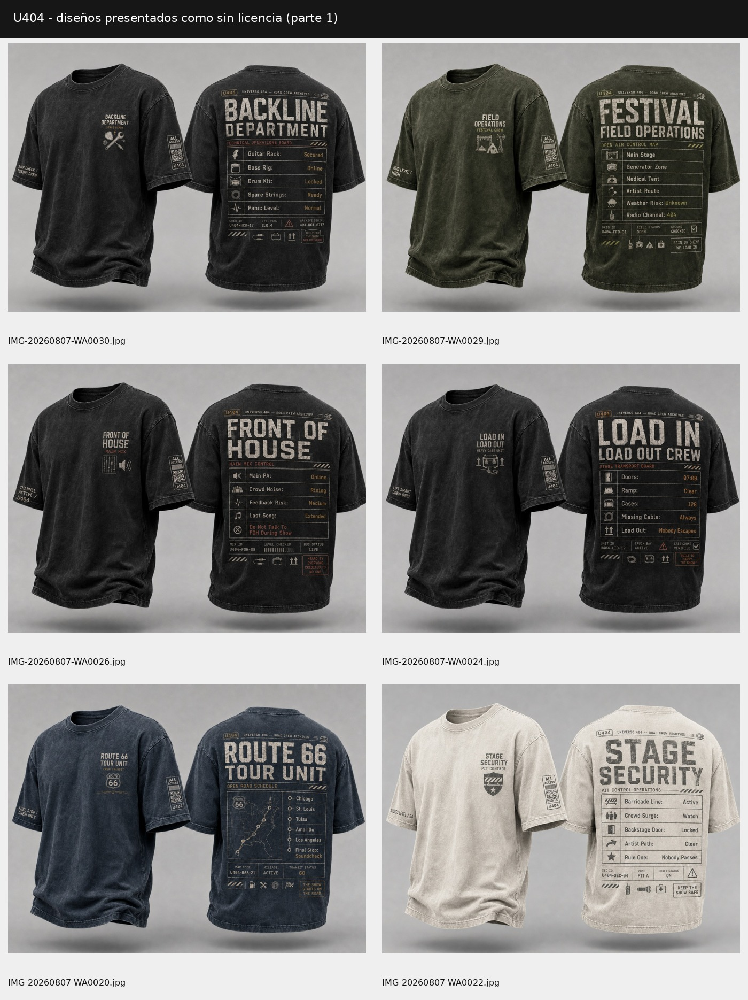 U404 - diseños presentados como sin licencia (parte 1)
BACKLINE
DEPARTMENT
STAGE READY
AMP CHECK /
TUNING CREW
ALL
ACCESS
U404
U404 UNIVERSO 404 — ROAD CREW ARCHIVES
BACKLINE
DEPARTMENT
TECHNICAL OPERATIONS BOARD
Guitar Rack: Secured
Bass Rig: Online
Drum Kit: Locked
Spare Strings: Ready
Panic Level: Normal
CREW ID SYS. VER. ARCHIVE SERIAL
2.0.4 404-RCA-0717
BUILT FOR
THE SHOW
NOT THE GLORY
IMG-20260807-WA0030.jpg
FIELD
OPERATIONS
FESTIVAL CREW
MUD LEVEL /
HIGH
ALL
ACCESS
U404
U404 UNIVERSO 404 — ROAD CREW ARCHIVES
FESTIVAL
FIELD OPERATIONS
OPEN AIR CONTROL MAP
Main Stage
Generator Zone
Medical Tent
Artist Route
Weather Risk: Unknown
Radio Channel: 404
GRID ID FIELD STATUS GROUND
U404-FFO-31 OPEN CHECKED
RAIN OR SHINE
WE LOAD IN
IMG-20260807-WA0029.jpg
FRONT OF
HOUSE
MAIN MIX
CHANNEL
ACTIVE /
U404
ALL
ACCESS
U404
U404 UNIVERSO 404 — ROAD CREW ARCHIVES
FRONT OF
HOUSE
MAIN MIX CONTROL
Main PA: Online
Crowd Noise: Rising
Feedback Risk: Medium
Last Song: Extended
Do Not Talk To
FOH During Show
MIX ID LEVEL CHECKED BUS STATUS
U404-FOH-09 LIVE
HEARD BY
EVERYONE
CREDITED TO
NO ONE
IMG-20260807-WA0026.jpg
LOAD IN
LOAD OUT
HEAVY CASE UNIT
LIFT SMART
CREW ONLY
ALL
ACCESS
U404
U404 UNIVERSO 404 — ROAD CREW ARCHIVES
LOAD IN
LOAD OUT CREW
STAGE TRANSPORT BOARD
Doors: 07:00
Ramp: Clear
Cases: 128
Missing Cable: Always
Load Out: Nobody Escapes
UNIT ID TRUCK BAY CASE COUNT
U404-LIO-12 ACTIVE VERIFIED
BUILT TO
CARRY
THE SHOW
IMG-20260807-WA0024.jpg
ROUTE 66
TOUR UNIT
CREW TRANSIT
ROUTE
66
FUEL STOP /
CREW ONLY
ALL
ACCESS
U404
U404 UNIVERSO 404 — ROAD CREW ARCHIVES
ROUTE 66
TOUR UNIT
OPEN ROAD SCHEDULE
ROUTE
66
Chicago
St. Louis
Tulsa
Amarillo
Los Angeles
Final Stop:
Soundcheck
MAP CODE MILEAGE TRANSIT STATUS
U404-R66-21 ACTIVE GO
THE SHOW
STARTS ON
THE ROAD
IMG-20260807-WA0020.jpg
STAGE
SECURITY
PIT CONTROL
ACCESS LEVEL / 04
ALL
ACCESS
U404
U404 UNIVERSO 404 -- ROAD CREW ARCHIVES
STAGE
SECURITY
PIT CONTROL OPERATIONS
Barricade Line: Active
Crowd Surge: Watch
Backstage Door: Locked
Artist Path: Clear
Rule One: Nobody Passes
SEC ID ZONE SHIFT STATUS
U404-SEC-04 PIT A ON
KEEP THE
SHOW SAFE
IMG-20260807-WA0022.jpg